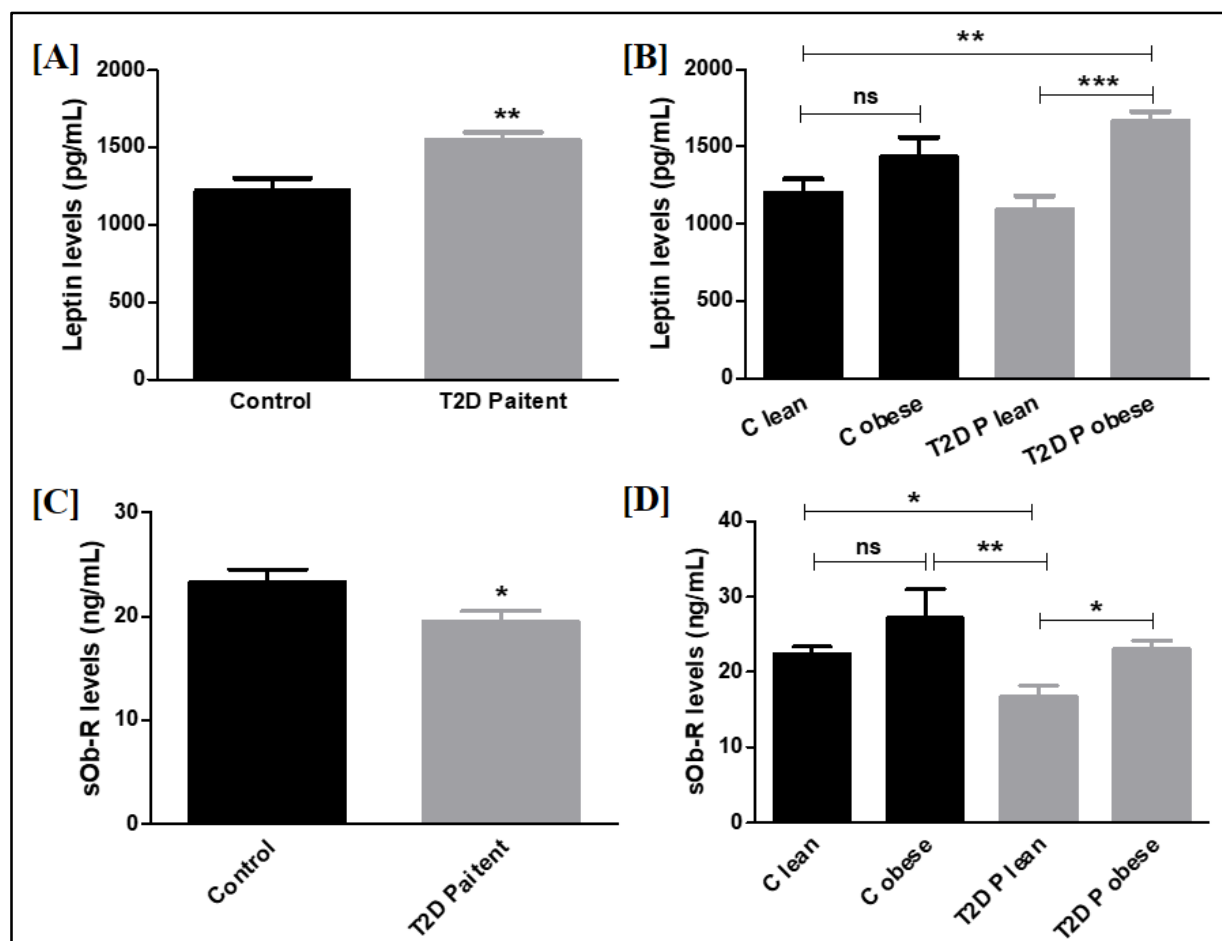 [A]
Leptin levels (pg/mL)
2000
1500
1000
500
0
**
Control
T2D Paitent
[B]
Leptin levels (pg/mL)
2000
1500
1000
500
0
**
***
ns
C lean
C obese
T2D P lean
T2D P obese
[C]
sOb-R levels (ng/mL)
30
20
10
0
*
Control
T2D Paitent
[D]
sOb-R levels (ng/mL)
40
30
20
10
0
*
ns
**
*
C lean
C obese
T2D P lean
T2D P obese